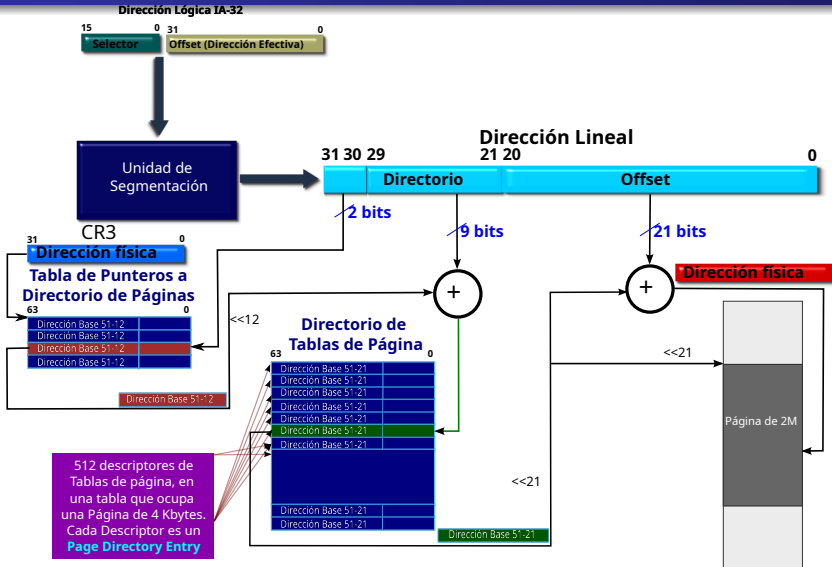 Dirección Lógica IA-32
15 0 31 0
Selector Offset (Dirección Efectiva)
Unidad de
Segmentación
Dirección Lineal
31 30 29 21 20 0
Directorio Offset
2 bits
9 bits
21 bits
CR3
31 0
Dirección física
Tabla de Punteros a
Directorio de Páginas
63 0
Dirección Base 51-12
Dirección Base 51-12
Dirección Base 51-12
Dirección Base 51-12
Dirección Base 51-12
<<12
+
+
Dirección física
Directorio de
Tablas de Página
63 0
Dirección Base 51-21
Dirección Base 51-21
Dirección Base 51-21
Dirección Base 51-21
Dirección Base 51-21
Dirección Base 51-21
Dirección Base 51-21
Dirección Base 51-21
Dirección Base 51-21
Dirección Base 51-21
<<21
<<21
Página de 2M
512 descriptores de
Tablas de página, en
una tabla que ocupa
una Página de 4 Kbytes.
Cada Descriptor es un
Page Directory Entry